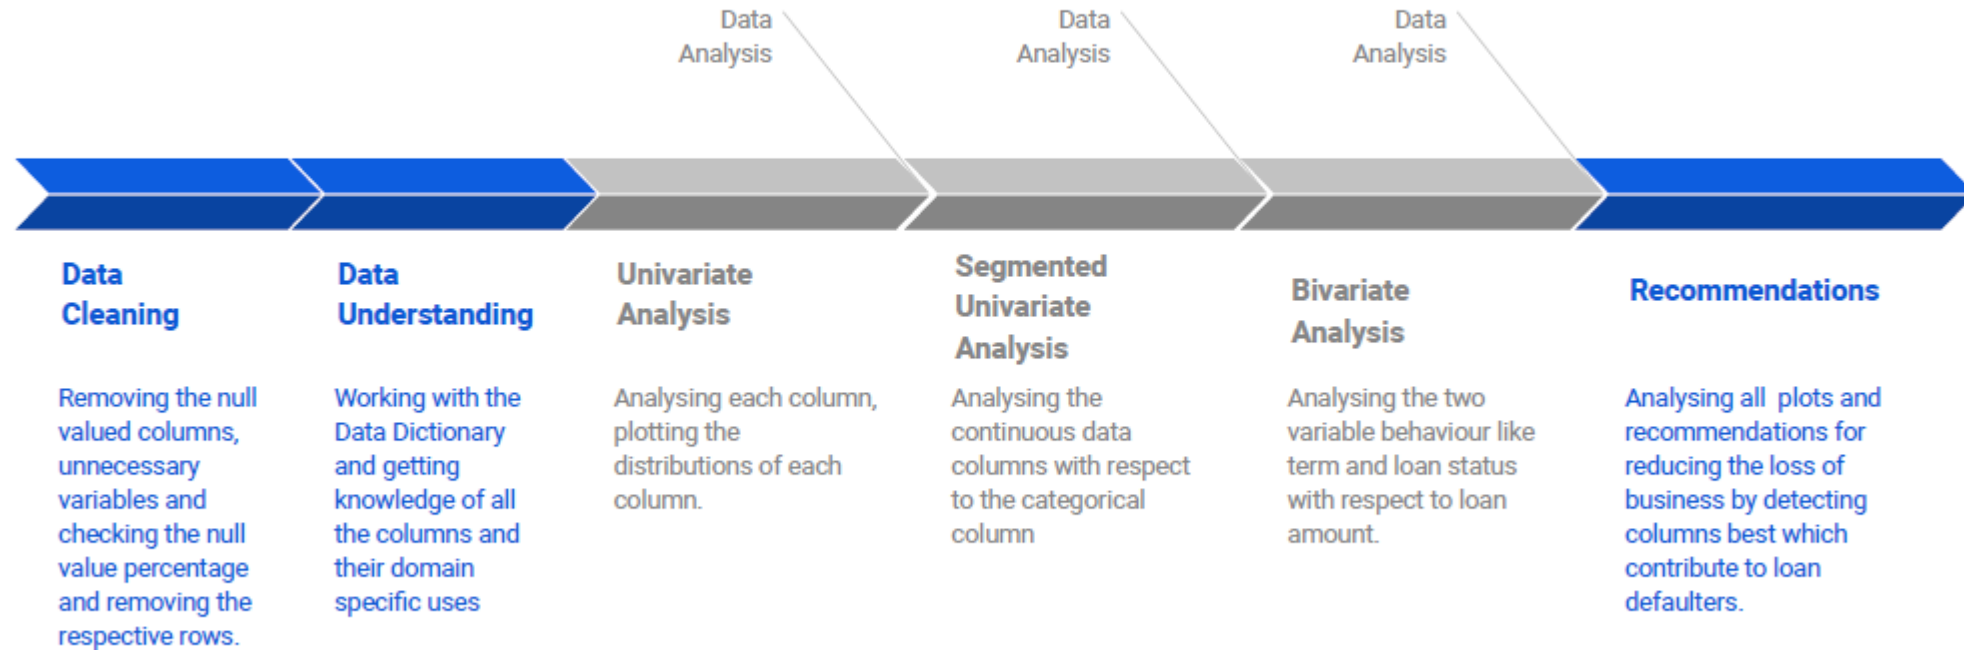 Data
Analysis
Data
Analysis
Data
Analysis
Data
Cleaning
Removing the null
valued columns,
unnecessary
variables and
checking the null
value percentage
and removing the
respective rows.
Data
Understanding
Working with the
Data Dictionary
and getting
knowledge of all
the columns and
their domain
specific uses
Univariate
Analysis
Analysing each column,
plotting the
distributions of each
column.
Segmented
Univariate
Analysis
Analysing the
continuous data
columns with respect
to the categorical
column
Bivariate
Analysis
Analysing the two
variable behaviour like
term and loan status
with respect to loan
amount.
Recommendations
Analysing all plots and
recommendations for
reducing the loss of
business by detecting
columns best which
contribute to loan
defaulters.